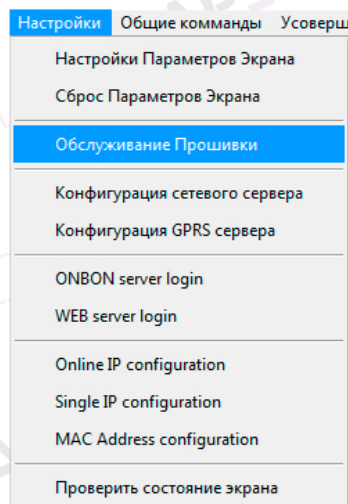 Настройки Общие комманды Усоверш
Настройки Параметров Экрана
Сброс Параметров Экрана
Обслуживание Прошивки
Конфигурация сетевого сервера
Конфигурация GPRS сервера
ONBON server login
WEB server login
Online IP configuration
Single IP configuration
MAC Address configuration
Проверить состояние экрана